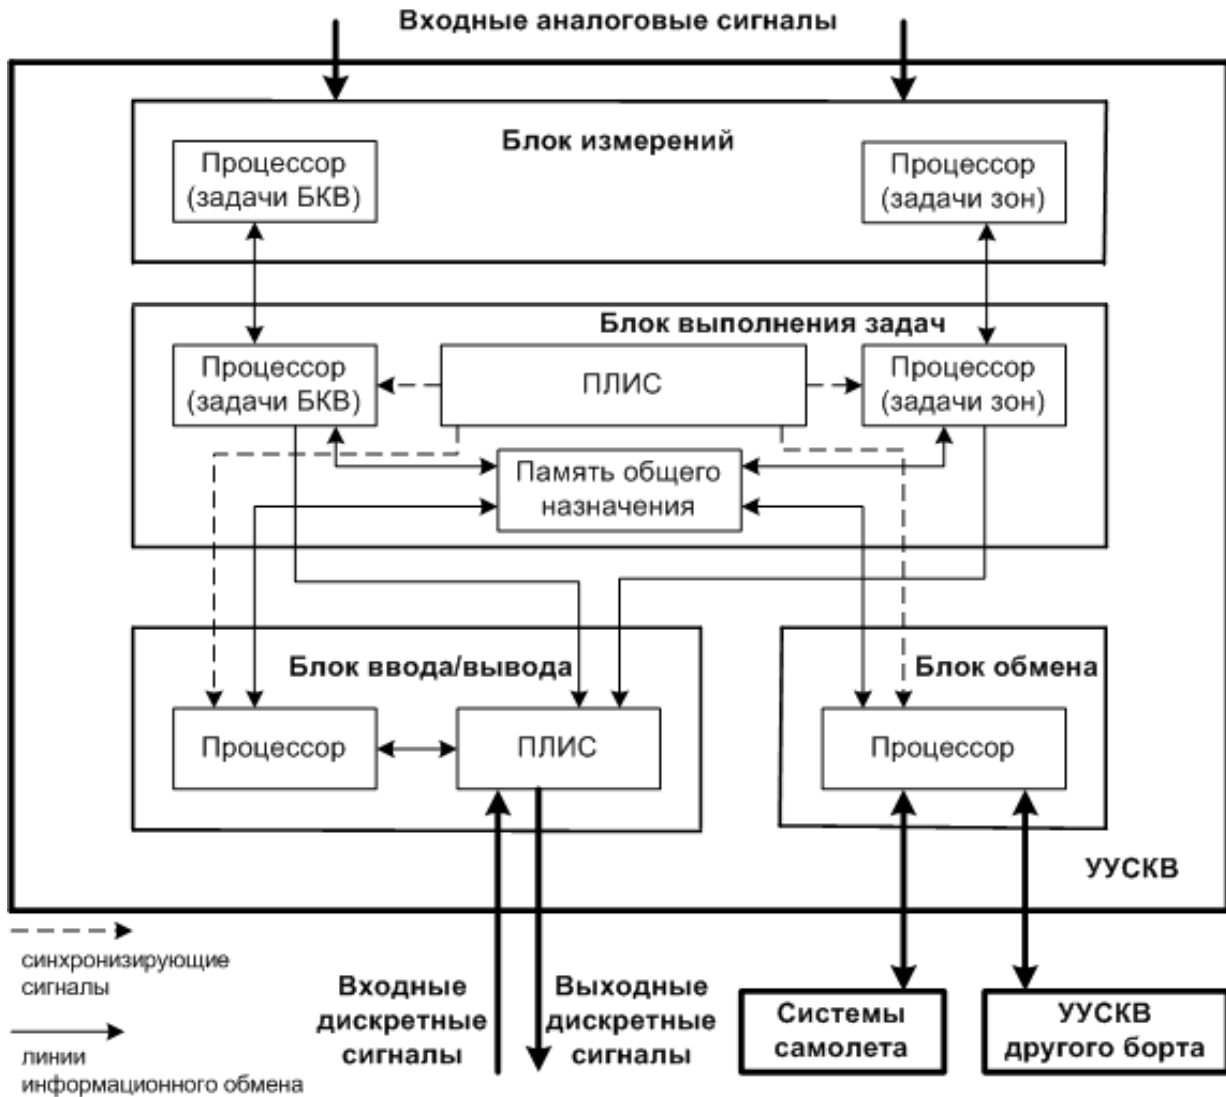 Входные аналоговые сигналы
Блок измерений
Процессор
(задачи БКВ)
Процессор
(задачи зон)
Блок выполнения задач
Процессор
(задачи БКВ)
ПЛИС
Процессор
(задачи зон)
Память общего
назначения
Блок ввода/вывода
Блок обмена
Процессор
ПЛИС
Процессор
УУСКВ
синхронизирующие
сигналы
линии
информационного обмена
Входные
дискретные
сигналы
Выходные
дискретные
сигналы
Системы
самолета
УУСКВ
другого борта